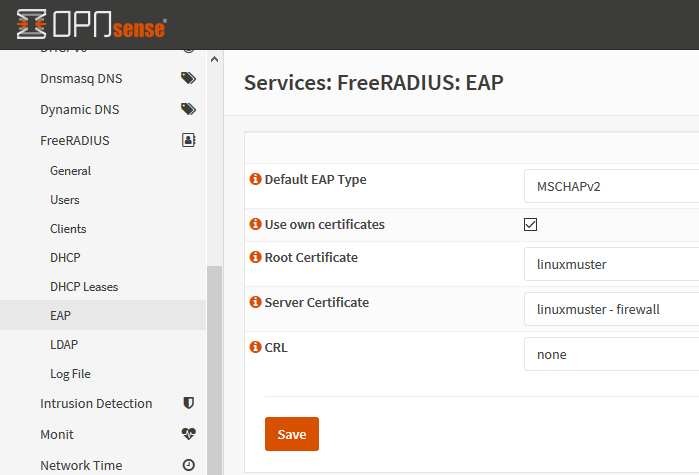 OPNsense®
Dnsmasq DNS
Dynamic DNS
FreeRADIUS
General
Users
Clients
DHCP
DHCP Leases
EAP
LDAP
Log File
Intrusion Detection
Monit
Network Time
Services: FreeRADIUS: EAP
Default EAP Type
MSCHAPv2
Use own certificates
Root Certificate
linuxmuster
Server Certificate
linuxmuster - firewall
CRL
none
Save